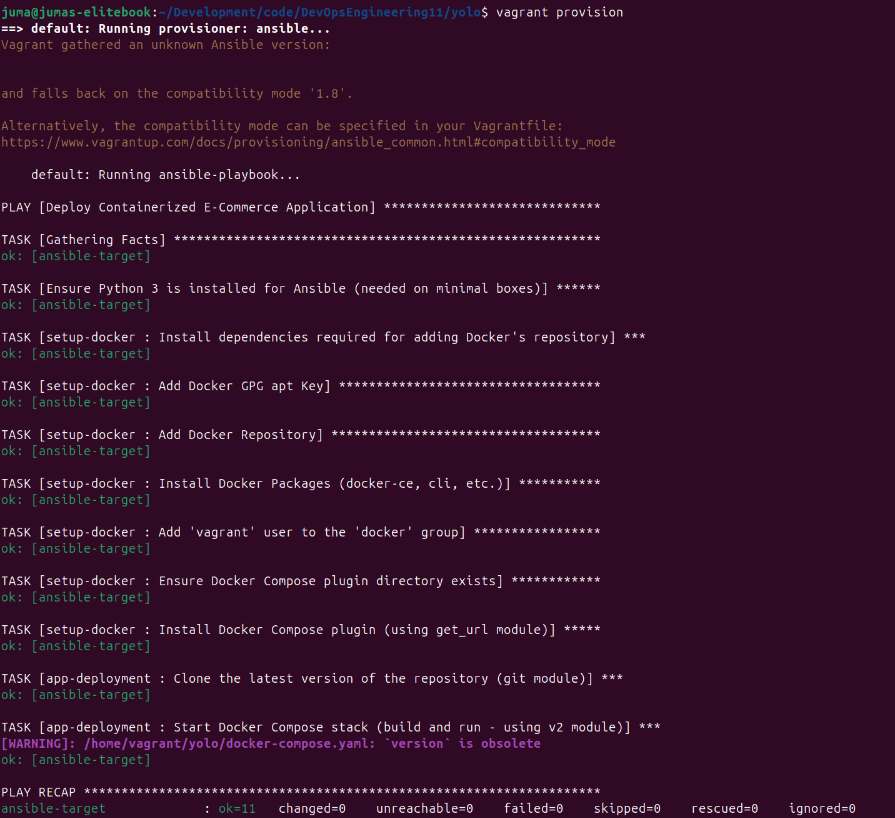 juma@jumas-elitebook:~/Development/code/DevOpsEngineering11/yolo$ vagrant provision
==> default: Running provisioner: ansible...
Vagrant gathered an unknown Ansible version:
and falls back on the compatibility mode '1.8'.
Alternatively, the compatibility mode can be specified in your Vagrantfile:
https://www.vagrantup.com/docs/provisioning/ansible_common.html#compatibility_mode
default: Running ansible-playbook...
PLAY [Deploy Containerized E-Commerce Application] *****************************
TASK [Gathering Facts] *********************************************************
ok: [ansible-target]
TASK [Ensure Python 3 is installed for Ansible (needed on minimal boxes)] ******
ok: [ansible-target]
TASK [setup-docker : Install dependencies required for adding Docker's repository] ***
ok: [ansible-target]
TASK [setup-docker : Add Docker GPG apt Key] ***********************************
ok: [ansible-target]
TASK [setup-docker : Add Docker Repository] ************************************
ok: [ansible-target]
TASK [setup-docker : Install Docker Packages (docker-ce, cli, etc.)] ***********
ok: [ansible-target]
TASK [setup-docker : Add 'vagrant' user to the 'docker' group] *****************
ok: [ansible-target]
TASK [setup-docker : Ensure Docker Compose plugin directory exists] ************
ok: [ansible-target]
TASK [setup-docker : Install Docker Compose plugin (using get_url module)] *****
ok: [ansible-target]
TASK [app-deployment : Clone the latest version of the repository (git module)] ***
ok: [ansible-target]
TASK [app-deployment : Start Docker Compose stack (build and run - using v2 module)] ***
[WARNING]: /home/vagrant/yolo/docker-compose.yaml: `version` is obsolete
ok: [ansible-target]
PLAY RECAP *********************************************************************
ansible-target : ok=11 changed=0 unreachable=0 failed=0 skipped=0 rescued=0 ignored=0